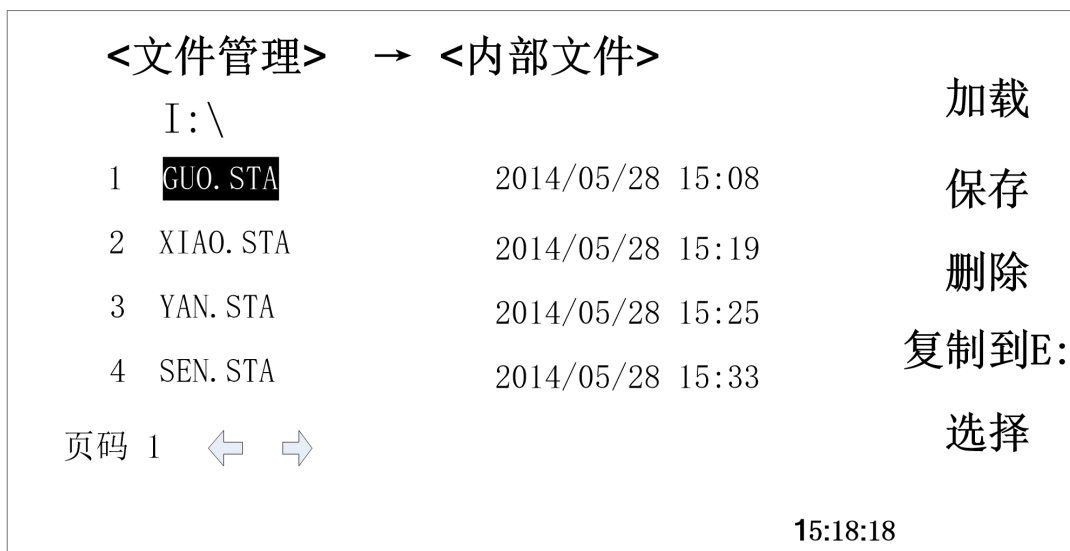 <文件管理> → <内部文件>
I:\
1 GUO.STA 2014/05/28 15:08
2 XIAO.STA 2014/05/28 15:19
3 YAN.STA 2014/05/28 15:25
4 SEN.STA 2014/05/28 15:33
页码 1
加载
保存
删除
复制到E:
选择
15:18:18